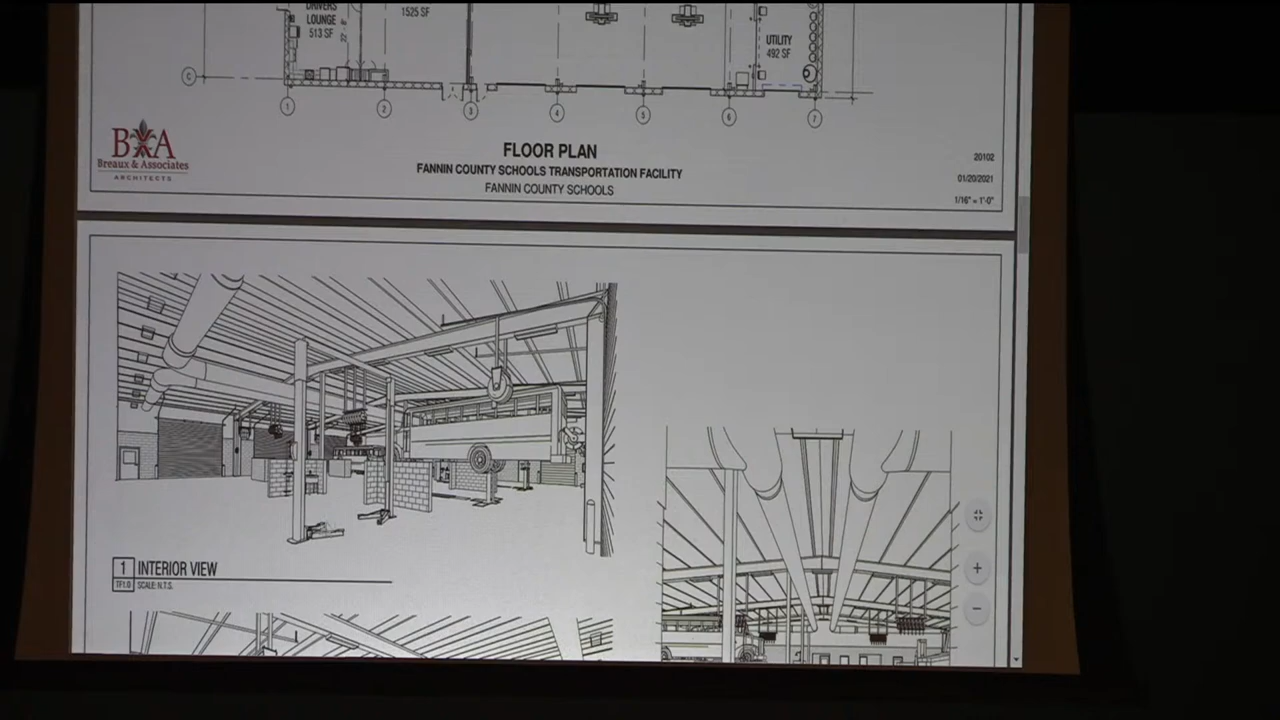 DRIVERS
LOUNGE
513 SF
1525 SF
UTILITY
492 SF
C
1
2
3
4
5
6
7
BXA
Breaux & Associates
ARCHITECTS
FLOOR PLAN
FANNIN COUNTY SCHOOLS TRANSPORTATION FACILITY
FANNIN COUNTY SCHOOLS
20102
01/20/2021
1/16" = 1'-0"
1 INTERIOR VIEW
TF1.0 SCALE: N.T.S.